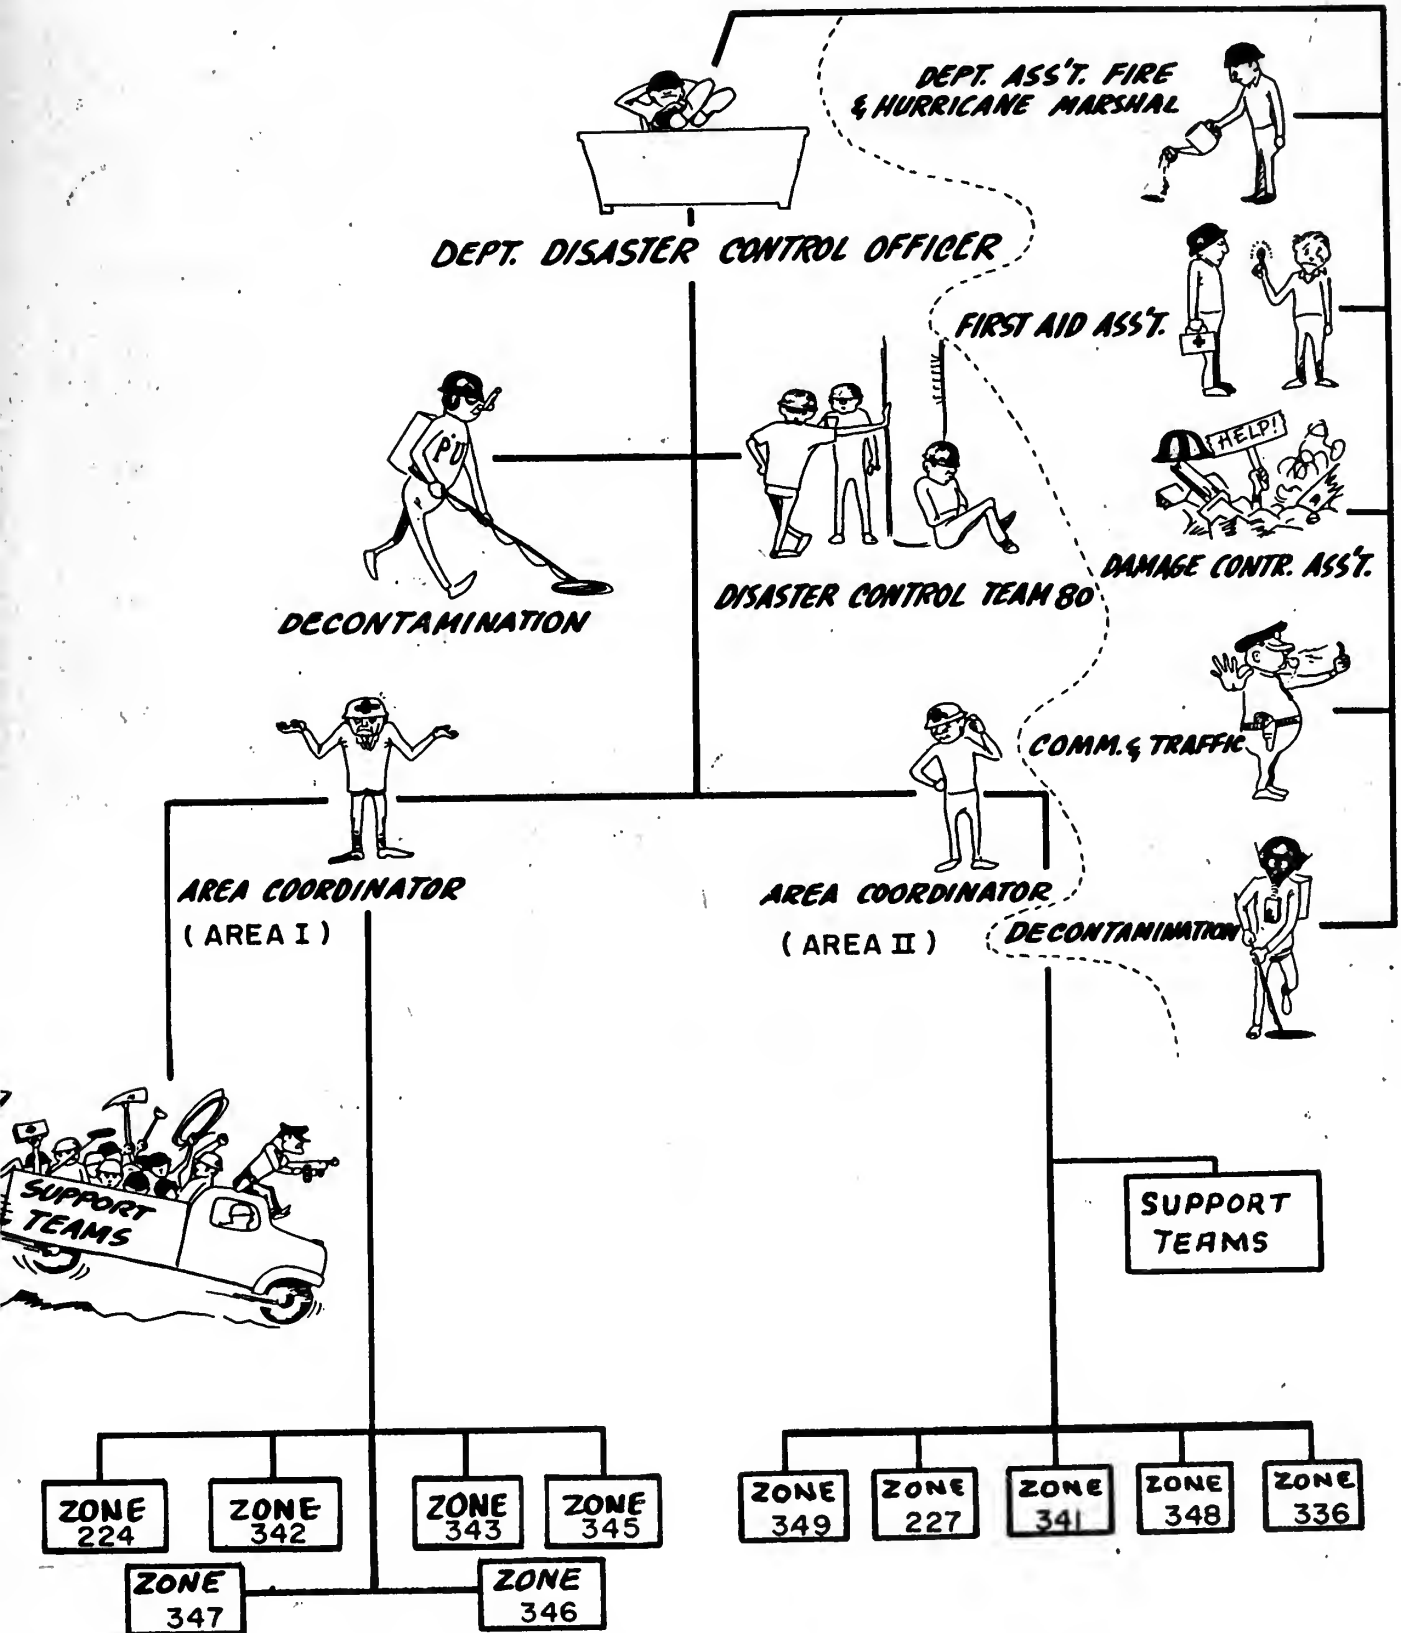 DEPT. ASS'T. FIRE
& HURRICANE MARSHAL
DEPT. DISASTER CONTROL OFFICER
FIRST AID ASS'T.
HELP!
PU
DAMAGE CONTR. ASS'T.
DISASTER CONTROL TEAM 80
DECONTAMINATION
COMM. & TRAFFIC
AREA COORDINATOR
(AREA I)
AREA COORDINATOR
(AREA II)
DECONTAMINATION
SUPPORT
TEAMS
SUPPORT
TEAMS
ZONE
224
ZONE
342
ZONE
343
ZONE
345
ZONE
347
ZONE
346
ZONE
349
ZONE
227
ZONE
341
ZONE
348
ZONE
336